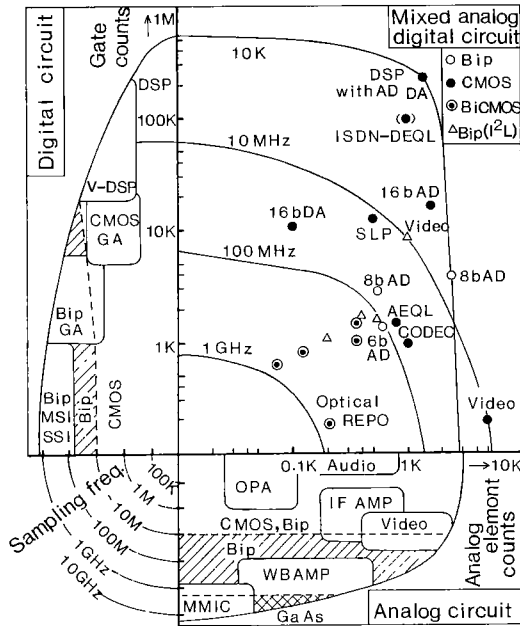 Digital circuit
Gate counts
→1M
Mixed analog
digital circuit
Bip
CMOS
BiCMOS
Bip(I²L)
10K
DSP
with AD DA
(  )
ISDN-DEQL
DSP
100K
10MHz
V-DSP
CMOS
GA
16bDA
SLP
16bAD
Video
10K
100MHz
8bAD
8bAD
Bip
GA
AEQL
6b
AD
CODEC
1K
1GHz
Bip
MSI
SSI
Bip
CMOS
Optical
REPO
Video
0.1K
1K
→10K
Audio
Sampling freq.
100K
1M
10M
100M
1GHz
10GHz
OPA
IF AMP
Video
CMOS,Bip
Bip
WBAMP
MMIC
GaAs
Analog
elemont
counts
Analog circuit